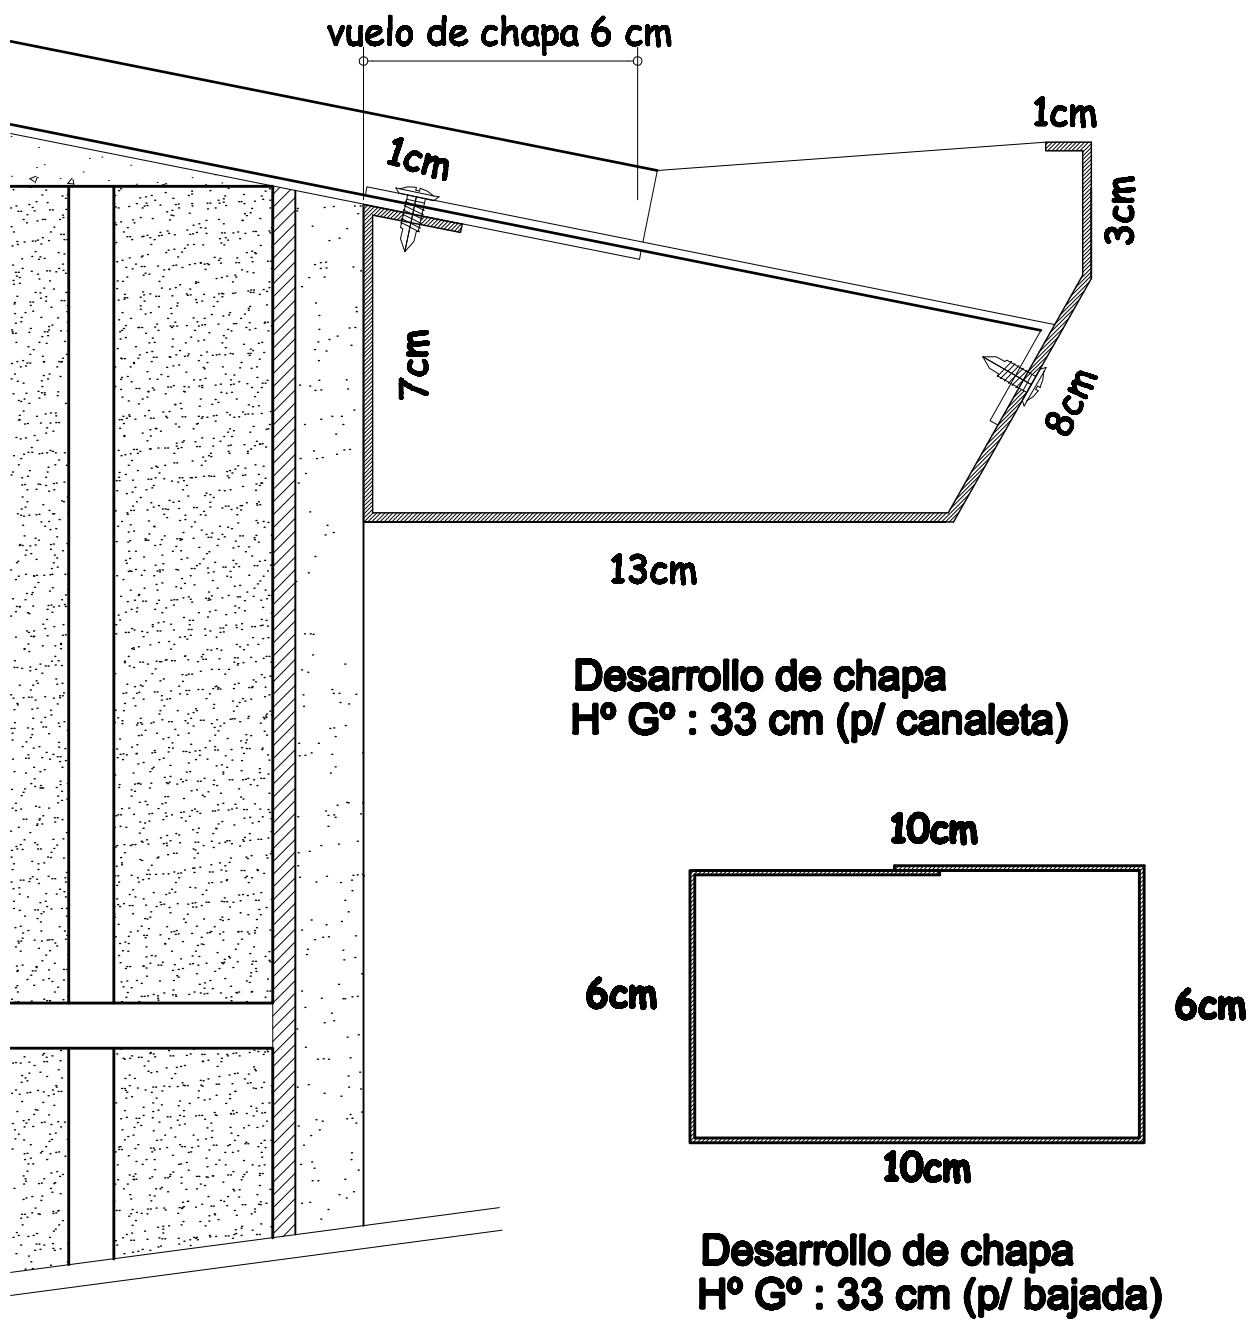 vuelo de chapa 6 cm
1cm
1cm
3cm
7cm
8cm
13cm
Desarrollo de chapa
Hº Gº : 33 cm (p/ canaleta)
10cm
6cm
6cm
10cm
Desarrollo de chapa
Hº Gº : 33 cm (p/ bajada)